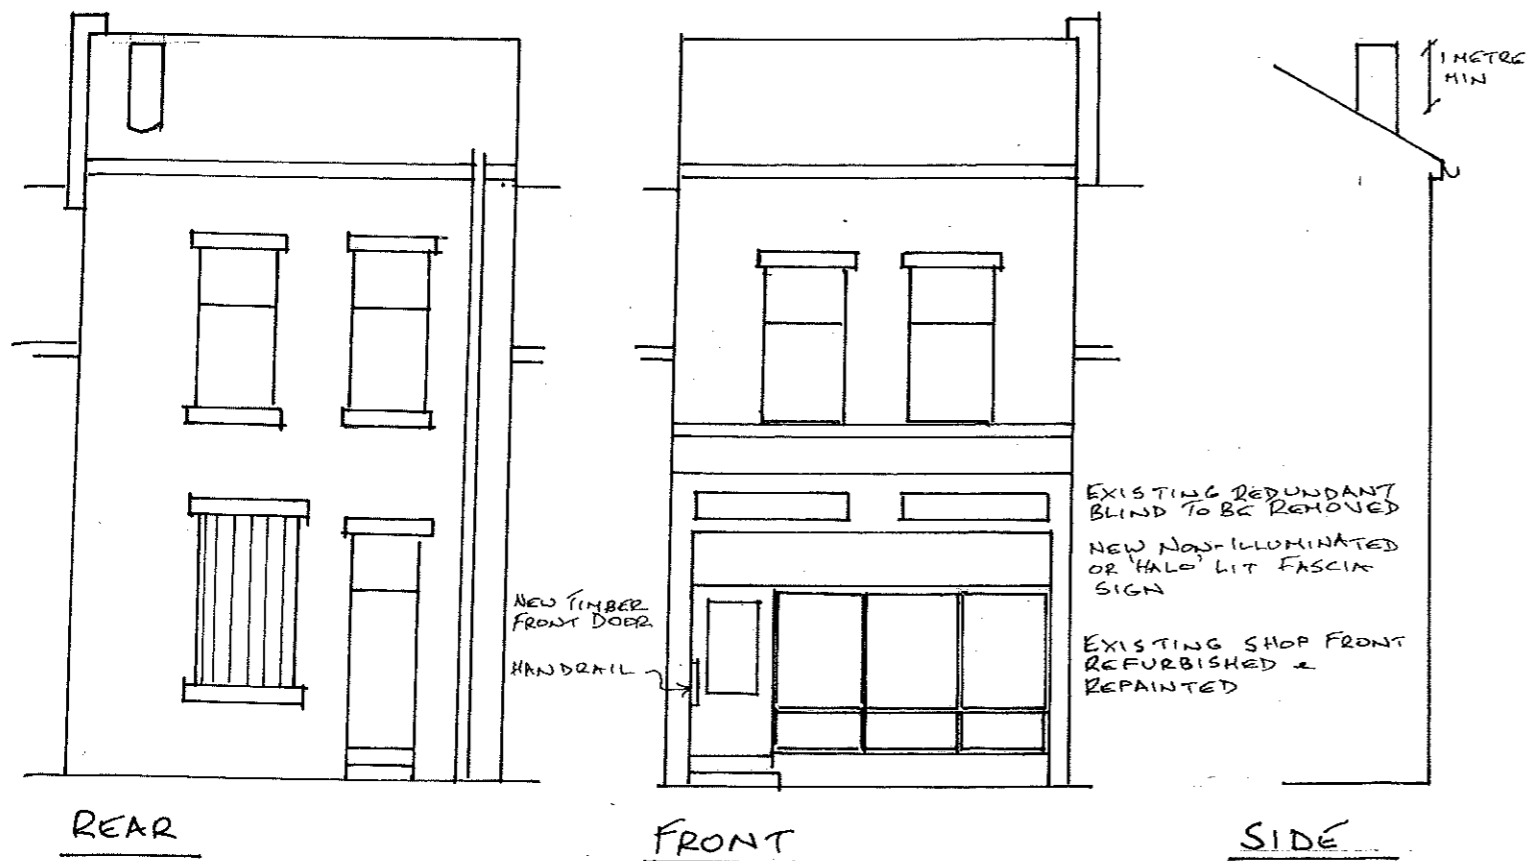 1 METRE
MIN
EXISTING REDUNDANT
BLIND TO BE REMOVED
NEW NON-ILLUMINATED
OR 'HALO' LIT FASCIA
SIGN
NEW TIMBER
FRONT DOOR
HANDRAIL
EXISTING SHOP FRONT
REFURBISHED &
REPAINTED
REAR
FRONT
SIDE